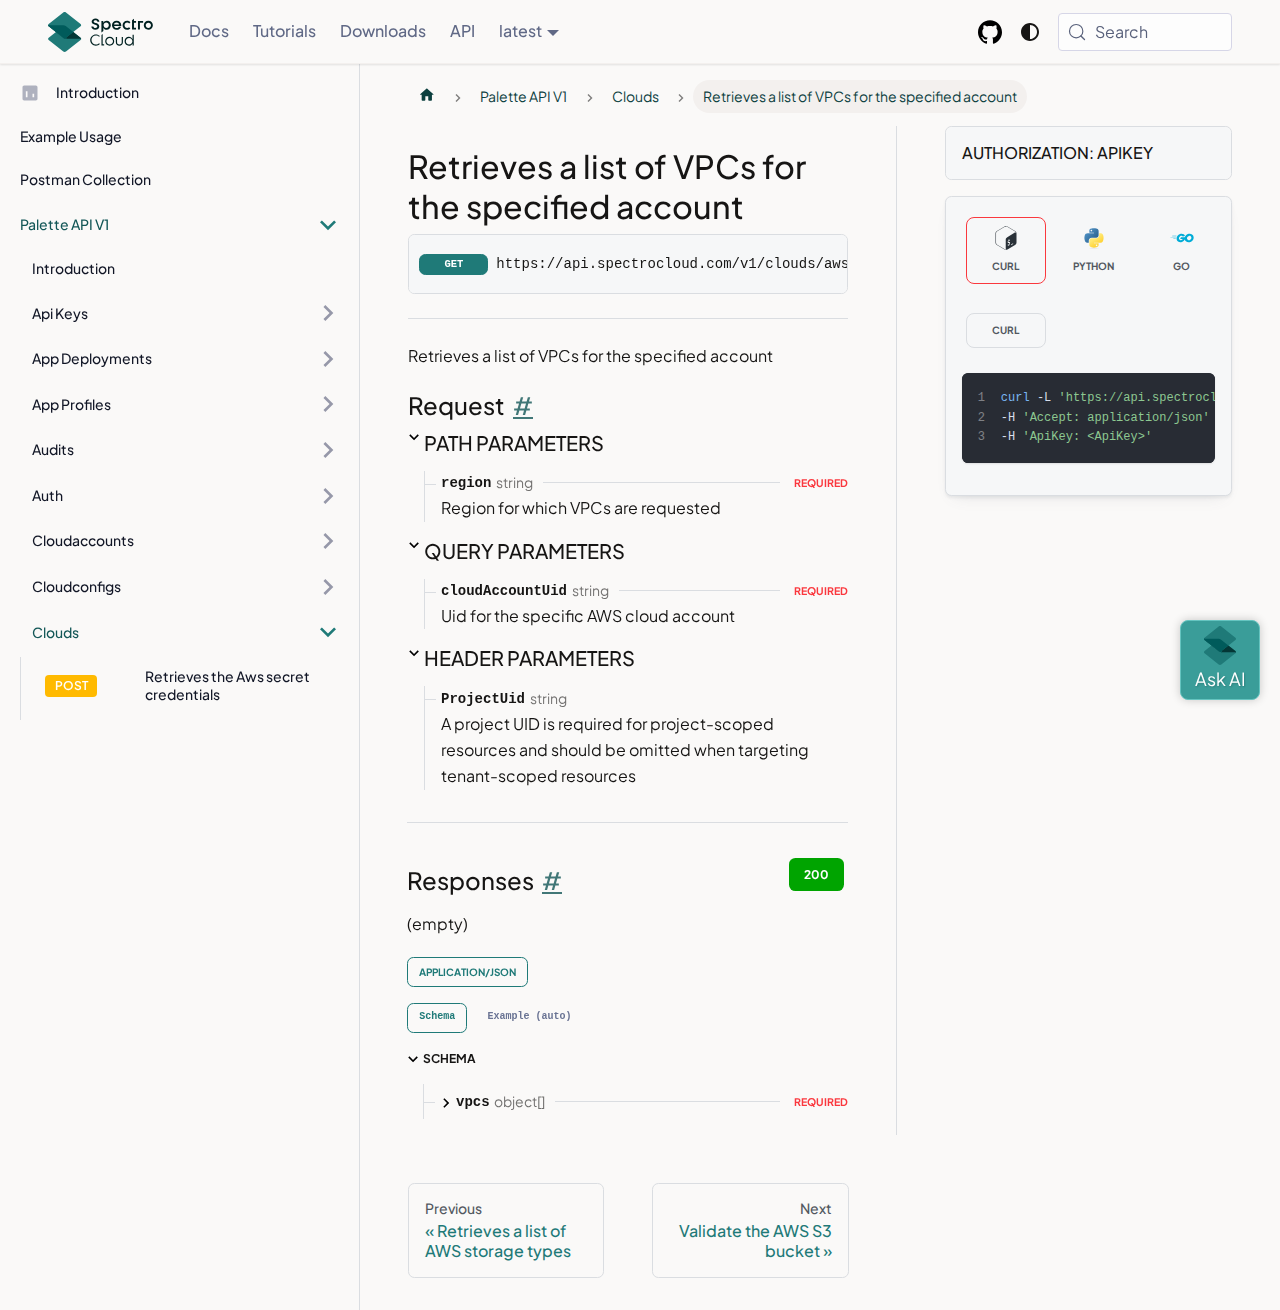 Spectro
Cloud
Docs
Tutorials
Downloads
API
latest
Search
Introduction
Example Usage
Postman Collection
Palette API V1
Introduction
Api Keys
App Deployments
App Profiles
Audits
Auth
Cloudaccounts
Cloudconfigs
Clouds
POST
Retrieves the Aws secret
credentials
Palette API V1
Clouds
Retrieves a list of VPCs for the specified account
Retrieves a list of VPCs for
the specified account
GET
https://api.spectrocloud.com/v1/clouds/aws
Retrieves a list of VPCs for the specified account
Request #
PATH PARAMETERS
region string
REQUIRED
Region for which VPCs are requested
QUERY PARAMETERS
cloudAccountUid string
REQUIRED
Uid for the specific AWS cloud account
HEADER PARAMETERS
ProjectUid string
A project UID is required for project-scoped
resources and should be omitted when targeting
tenant-scoped resources
Responses #
200
(empty)
APPLICATION/JSON
Schema
Example (auto)
SCHEMA
vpcs object[]
REQUIRED
Previous
« Retrieves a list of
AWS storage types
Next
Validate the AWS S3
bucket »
AUTHORIZATION: APIKEY
CURL
PYTHON
GO
CURL
1 curl -L 'https://api.spectrocl
2 -H 'Accept: application/json'
3 -H 'ApiKey: <ApiKey>'
Ask AI